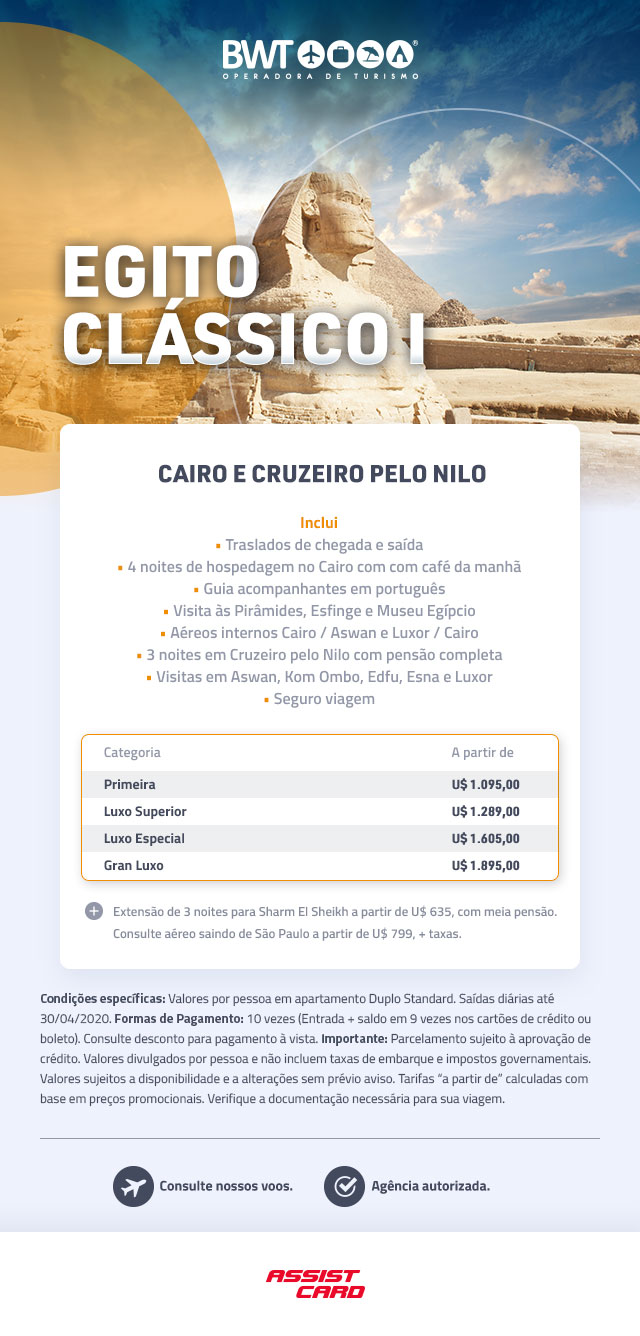 BWT
OPERADORA DE TURISMO
EGITO
CLÁSSICO I
CAIRO E CRUZEIRO PELO NILO
Inclui
▪ Traslados de chegada e saída
▪ 4 noites de hospedagem no Cairo com com café da manhã
▪ Guia acompanhantes em português
▪ Visita às Pirâmides, Esfinge e Museu Egípcio
▪ Aéreos internos Cairo / Aswan e Luxor / Cairo
▪ 3 noites em Cruzeiro pelo Nilo com pensão completa
▪ Visitas em Aswan, Kom Ombo, Edfu, Esna e Luxor
▪ Seguro viagem
Categoria A partir de
Primeira U$ 1.095,00
Luxo Superior U$ 1.289,00
Luxo Especial U$ 1.605,00
Gran Luxo U$ 1.895,00
Extensão de 3 noites para Sharm El Sheikh a partir de U$ 635, com meia pensão.
Consulte aéreo saindo de São Paulo a partir de U$ 799, + taxas.
Condições específicas: Valores por pessoa em apartamento Duplo Standard. Saídas diárias até
30/04/2020. Formas de Pagamento: 10 vezes (Entrada + saldo em 9 vezes nos cartões de crédito ou
boleto). Consulte desconto para pagamento à vista. Importante: Parcelamento sujeito à aprovação de
crédito. Valores divulgados por pessoa e não incluem taxas de embarque e impostos governamentais.
Valores sujeitos a disponibilidade e a alterações sem prévio aviso. Tarifas “a partir de” calculadas com
base em preços promocionais. Verifique a documentação necessária para sua viagem.
Consulte nossos voos. Agência autorizada.
ASSIST
CARD